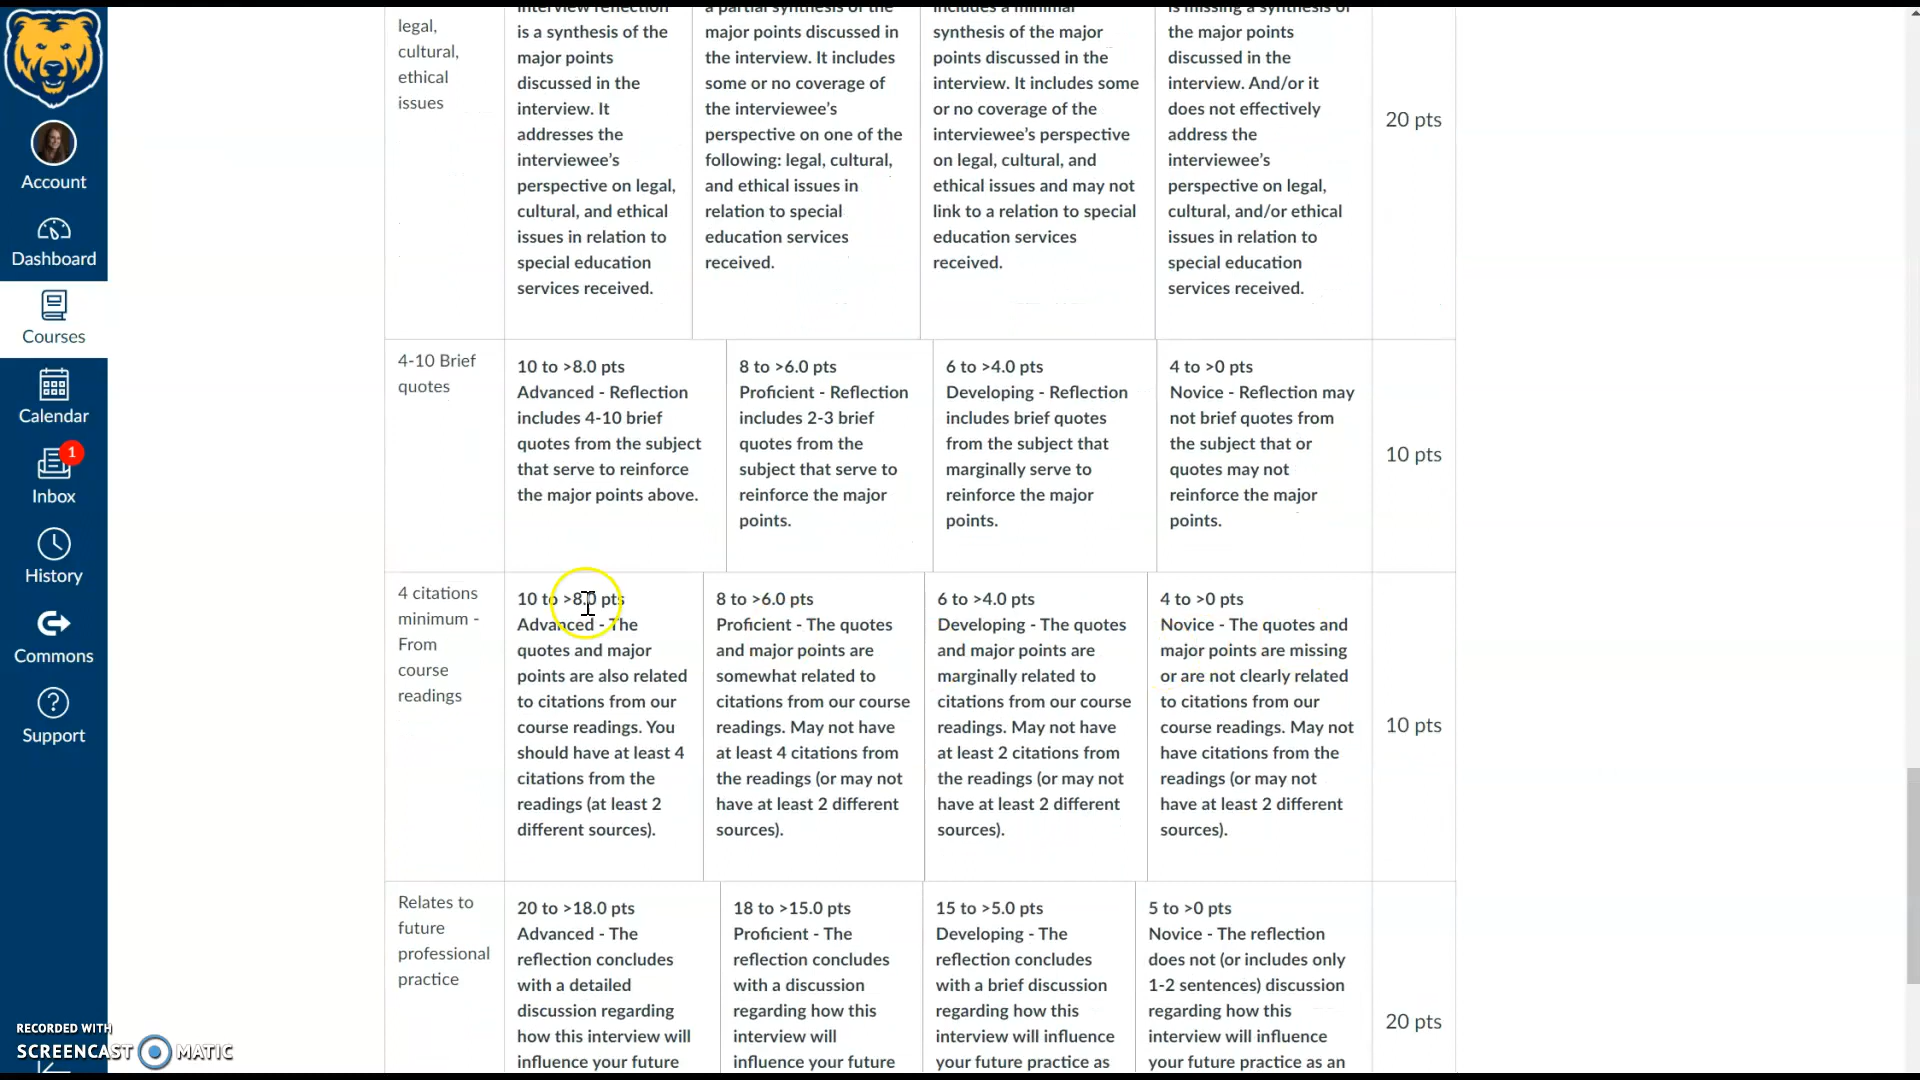 Account
Dashboard
Courses
Calendar
1
Inbox
History
Commons
Support
RECORDED WITH
SCREENCAST MATIC
legal,
cultural,
ethical
issues
interview reflection
is a synthesis of the
major points
discussed in the
interview. It
addresses the
interviewee's
perspective on legal,
cultural, and ethical
issues in relation to
special education
services received.
a partial synthesis of the
major points discussed in
the interview. It includes
some or no coverage of
the interviewee's
perspective on one of the
following: legal, cultural,
and ethical issues in
relation to special
education services
received.
includes a minimal
synthesis of the major
points discussed in the
interview. It includes some
or no coverage of the
interviewee's perspective
on legal, cultural, and
ethical issues and may not
link to a relation to special
education services
received.
is missing a synthesis of
the major points
discussed in the
interview. And/or it
does not effectively
address the
interviewee's
perspective on legal,
cultural, and/or ethical
issues in relation to
special education
services received.
20 pts
4-10 Brief
quotes
10 to >8.0 pts
Advanced - Reflection
includes 4-10 brief
quotes from the subject
that serve to reinforce
the major points above.
8 to >6.0 pts
Proficient - Reflection
includes 2-3 brief
quotes from the
subject that serve to
reinforce the major
points.
6 to >4.0 pts
Developing - Reflection
includes brief quotes
from the subject that
marginally serve to
reinforce the major
points.
4 to >0 pts
Novice - Reflection may
not brief quotes from
the subject that or
quotes may not
reinforce the major
points.
10 pts
4 citations
minimum -
From
course
readings
10 to >8.0 pts
Advanced - The
quotes and major
points are also related
to citations from our
course readings. You
should have at least 4
citations from the
readings (at least 2
different sources).
8 to >6.0 pts
Proficient - The quotes
and major points are
somewhat related to
citations from our course
readings. May not have
at least 4 citations from
the readings (or may not
have at least 2 different
sources).
6 to >4.0 pts
Developing - The quotes
and major points are
marginally related to
citations from our course
readings. May not have
at least 2 citations from
the readings (or may not
have at least 2 different
sources).
4 to >0 pts
Novice - The quotes and
major points are missing
or are not clearly related
to citations from our
course readings. May not
have citations from the
readings (or may not
have at least 2 different
sources).
10 pts
Relates to
future
professional
practice
20 to >18.0 pts
Advanced - The
reflection concludes
with a detailed
discussion regarding
how this interview will
influence your future
18 to >15.0 pts
Proficient - The
reflection concludes
with a discussion
regarding how this
interview will
influence your future
15 to >5.0 pts
Developing - The
reflection concludes
with a brief discussion
regarding how this
interview will influence
your future practice as
5 to >0 pts
Novice - The reflection
does not (or includes only
1-2 sentences) discussion
regarding how this
interview will influence
your future practice as an
20 pts